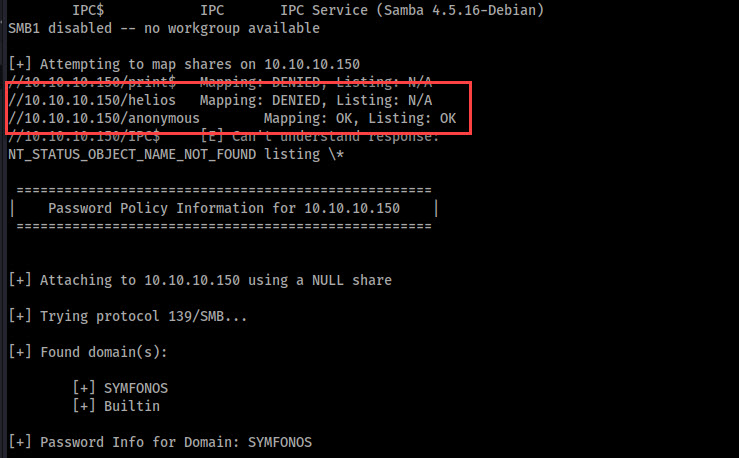 IPC$ IPC IPC Service (Samba 4.5.16-Debian)
SMB1 disabled -- no workgroup available
[+] Attempting to map shares on 10.10.10.150
//10.10.10.150/print$ Mapping: DENIED, Listing: N/A
//10.10.10.150/helios Mapping: DENIED, Listing: N/A
//10.10.10.150/anonymous Mapping: OK, Listing: OK
//10.10.10.150/IPC$ [E] Can't understand response:
NT_STATUS_OBJECT_NAME_NOT_FOUND listing \*
====================================================
| Password Policy Information for 10.10.10.150 |
====================================================
[+] Attaching to 10.10.10.150 using a NULL share
[+] Trying protocol 139/SMB...
[+] Found domain(s):
[+] SYMFONOS
[+] Builtin
[+] Password Info for Domain: SYMFONOS